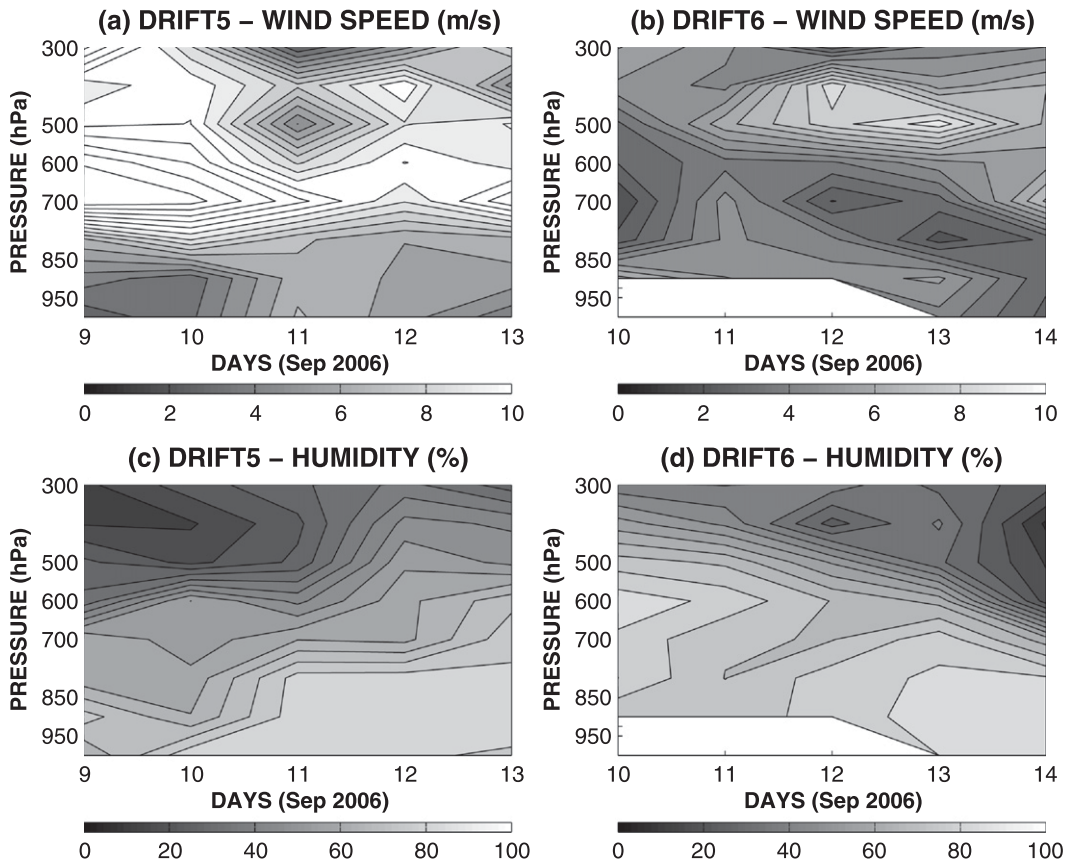 (a) DRIFT5 – WIND SPEED (m/s)
(b) DRIFT6 – WIND SPEED (m/s)
PRESSURE (hPa)
300
500
600
700
850
950
9 10 11 12 13
DAYS (Sep 2006)
0 2 4 6 8 10
PRESSURE (hPa)
300
500
600
700
850
950
10 11 12 13 14
DAYS (Sep 2006)
0 2 4 6 8 10
(c) DRIFT5 – HUMIDITY (%)
(d) DRIFT6 – HUMIDITY (%)
PRESSURE (hPa)
300
500
600
700
850
950
9 10 11 12 13
DAYS (Sep 2006)
0 20 40 60 80 100
PRESSURE (hPa)
300
500
600
700
850
950
10 11 12 13 14
DAYS (Sep 2006)
0 20 40 60 80 100